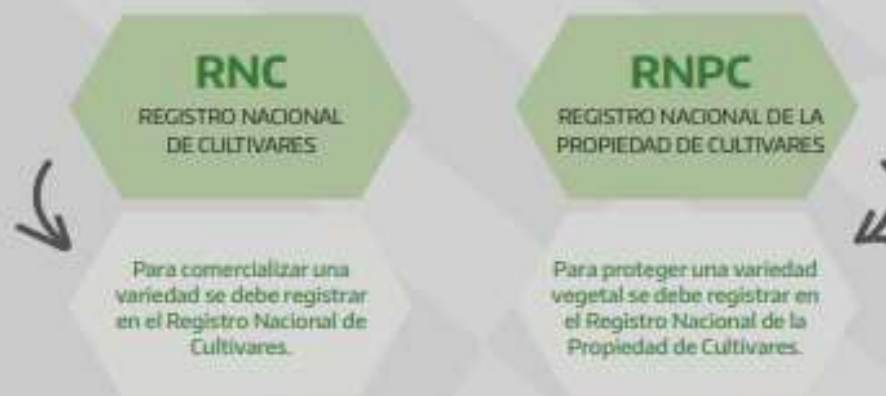 RNC
REGISTRO NACIONAL
DE CULTIVARES
Para comercializar una
variedad se debe registrar
en el Registro Nacional de
Cultivares.
RNPC
REGISTRO NACIONAL DE LA
PROPIEDAD DE CULTIVARES
Para proteger una variedad
vegetal se debe registrar en
el Registro Nacional de la
Propiedad de Cultivares.